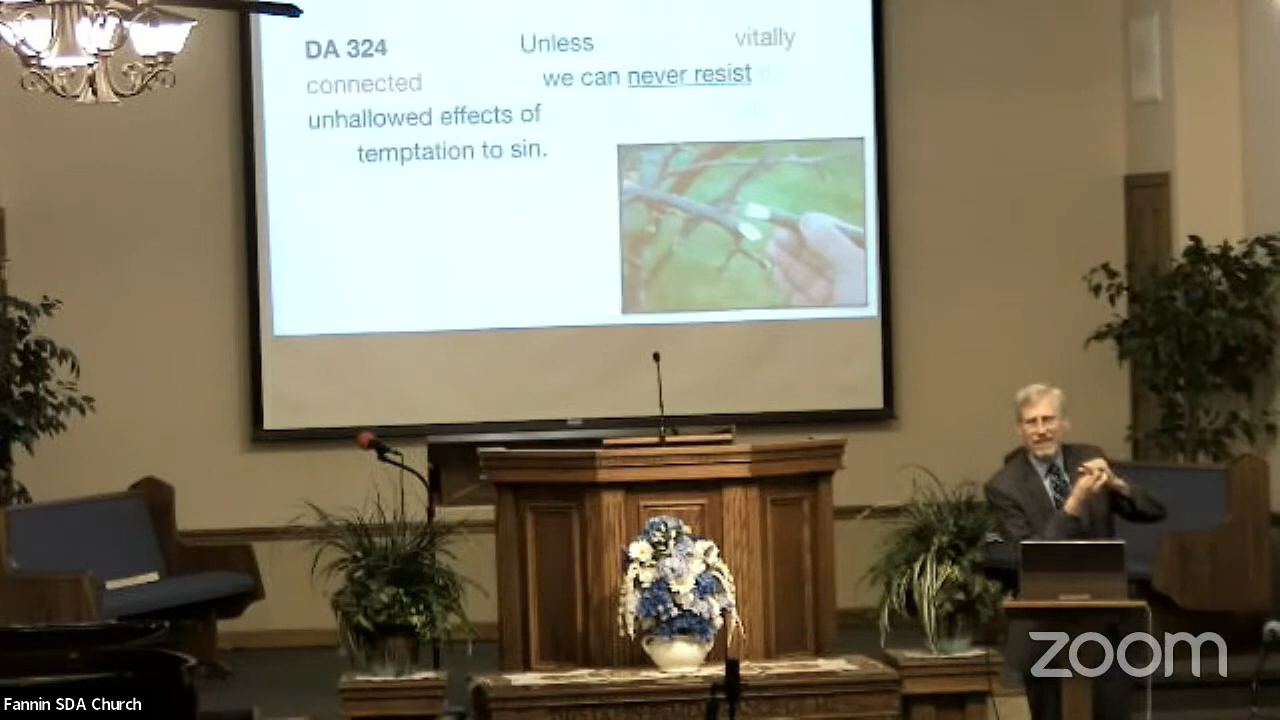 DA 324 Unless vitally
connected we can never resist
unhallowed effects of
temptation to sin.
zoom
Fannin SDA Church